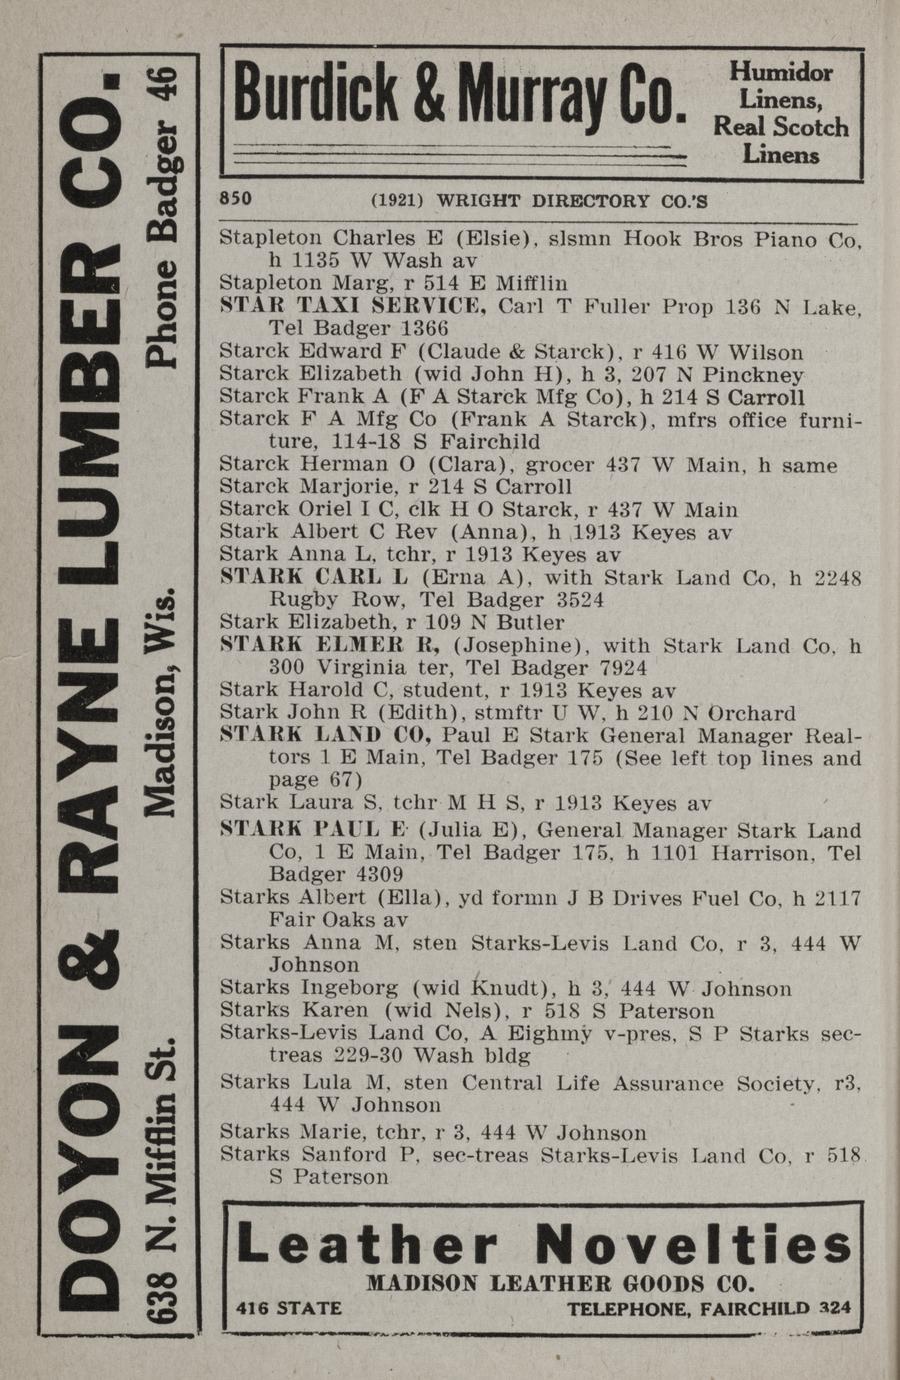 DOYON & RAYNE LUMBER CO.
638 N. Mifflin St. Madison, Wis. Phone Badger 46
Burdick & Murray Co.
Humidor
Linens,
Real Scotch
Linens
850 (1921) WRIGHT DIRECTORY CO.'S
Stapleton Charles E (Elsie), slsmn Hook Bros Piano Co,
h 1135 W Wash av
Stapleton Marg, r 514 E Mifflin
STAR TAXI SERVICE, Carl T Fuller Prop 136 N Lake,
Tel Badger 1366
Starck Edward F (Claude & Starck), r 416 W Wilson
Starck Elizabeth (wid John H), h 3, 207 N Pinckney
Starck Frank A (F A Starck Mfg Co), h 214 S Carroll
Starck F A Mfg Co (Frank A Starck), mfrs office furni-
ture, 114-18 S Fairchild
Starck Herman O (Clara), grocer 437 W Main, h same
Starck Marjorie, r 214 S Carroll
Starck Oriel I C, clk H O Starck, r 437 W Main
Stark Albert C Rev (Anna), h 1913 Keyes av
Stark Anna L, tchr, r 1913 Keyes av
STARK CARL L (Erna A), with Stark Land Co, h 2248
Rugby Row, Tel Badger 3524
Stark Elizabeth, r 109 N Butler
STARK ELMER R, (Josephine), with Stark Land Co, h
300 Virginia ter, Tel Badger 7924
Stark Harold C, student, r 1913 Keyes av
Stark John R (Edith), stmftr U W, h 210 N Orchard
STARK LAND CO, Paul E Stark General Manager Real-
tors 1 E Main, Tel Badger 175 (See left top lines and
page 67)
Stark Laura S, tchr M H S, r 1913 Keyes av
STARK PAUL E (Julia E), General Manager Stark Land
Co, 1 E Main, Tel Badger 175, h 1101 Harrison, Tel
Badger 4309
Starks Albert (Ella), yd formn J B Drives Fuel Co, h 2117
Fair Oaks av
Starks Anna M, sten Starks-Levis Land Co, r 3, 444 W
Johnson
Starks Ingeborg (wid Knudt), h 3, 444 W Johnson
Starks Karen (wid Nels), r 518 S Paterson
Starks-Levis Land Co, A Eighmy v-pres, S P Starks sec-
treas 229-30 Wash bldg
Starks Lula M, sten Central Life Assurance Society, r3,
444 W Johnson
Starks Marie, tchr, r 3, 444 W Johnson
Starks Sanford P, sec-treas Starks-Levis Land Co, r 518
S Paterson
Leather Novelties
MADISON LEATHER GOODS CO.
416 STATE TELEPHONE, FAIRCHILD 324